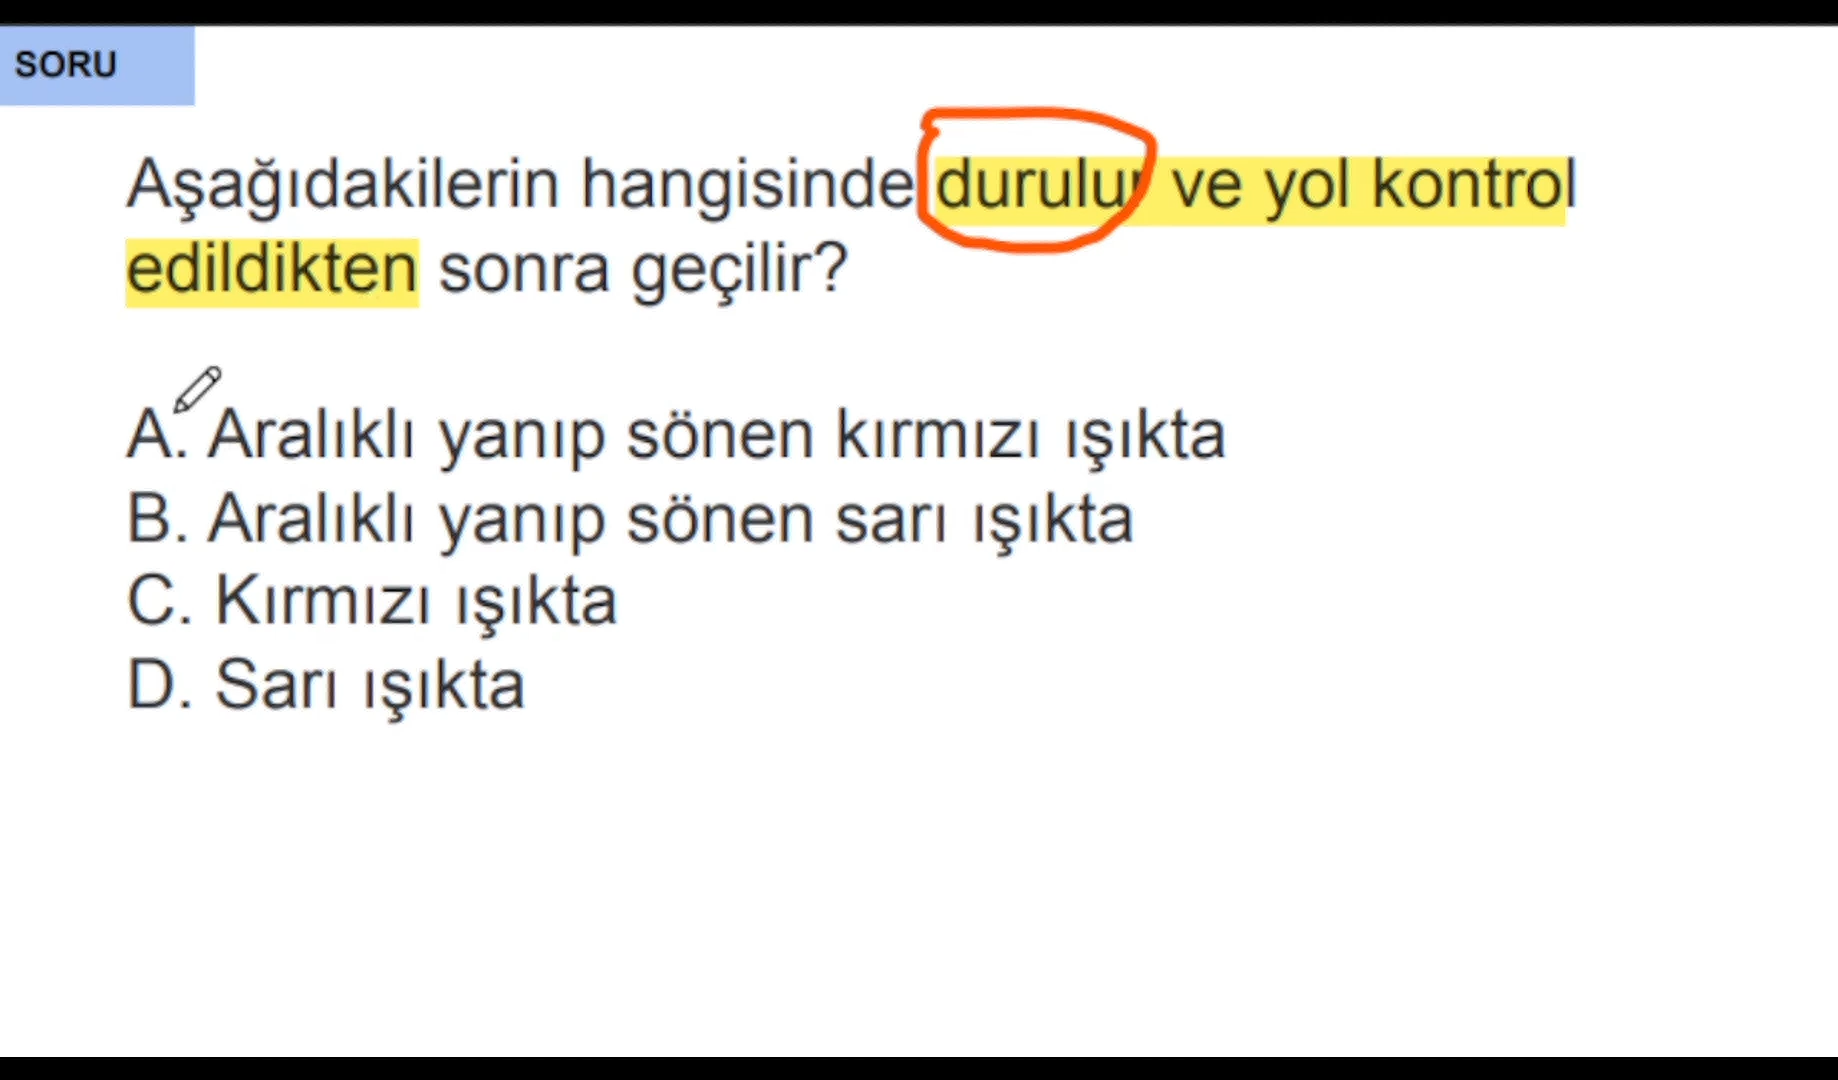 SORU
Aşağıdakilerin hangisinde durulur ve yol kontrol
edildikten sonra geçilir?
A. Aralıklı yanıp sönen kırmızı ışıkta
B. Aralıklı yanıp sönen sarı ışıkta
C. Kırmızı ışıkta
D. Sarı ışıkta